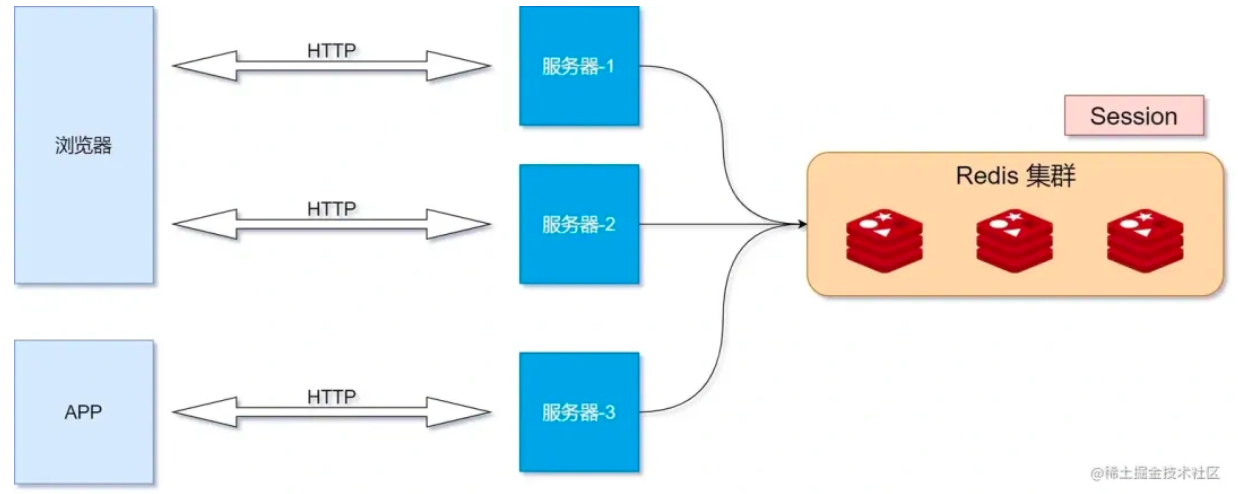 HTTP
服务器-1
Session
浏览器
Redis 集群
HTTP
服务器-2
HTTP
APP
服务器-3
@稀土掘金技术社区